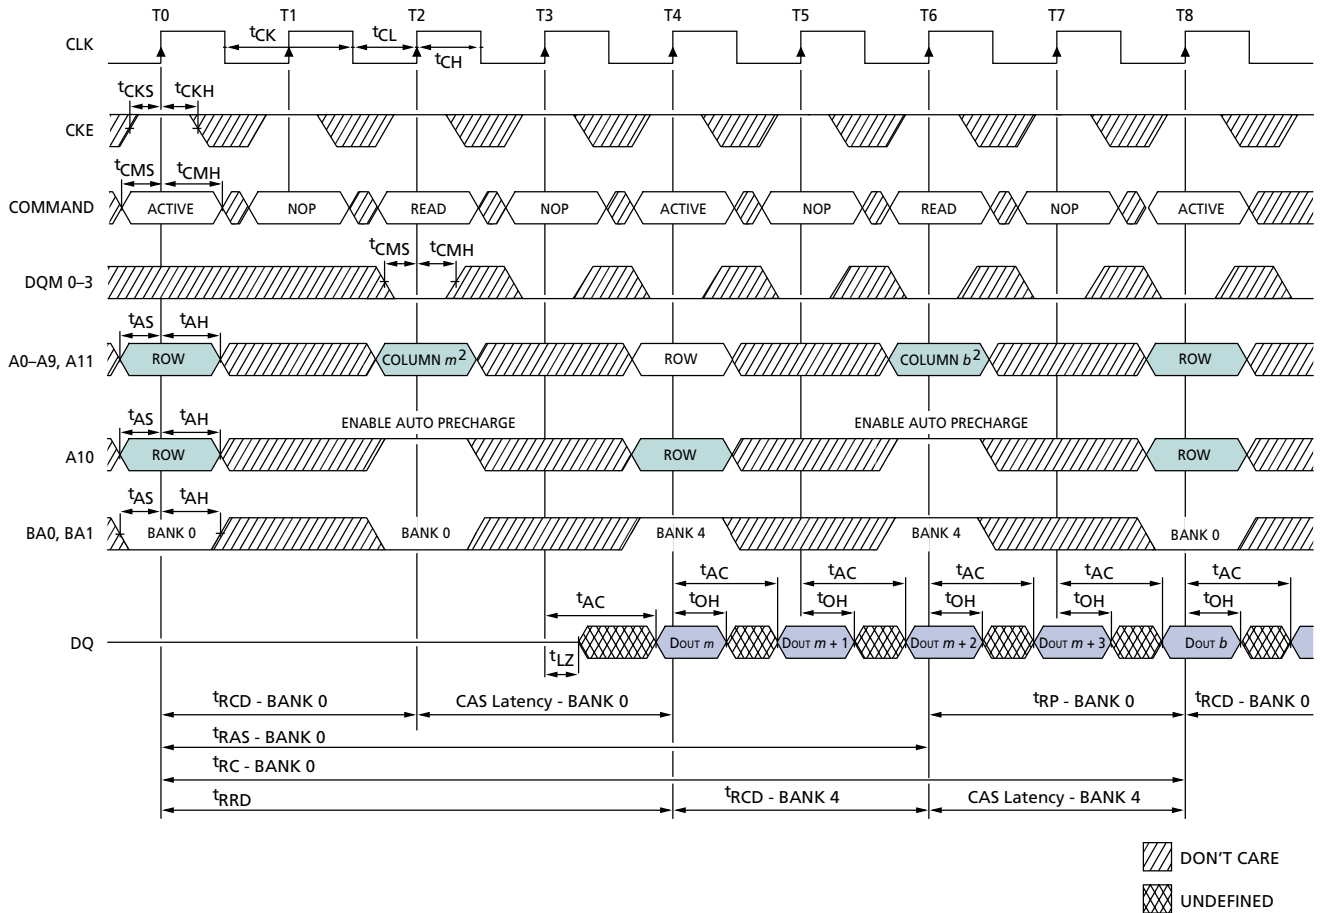 T0 T1 T2 T3 T4 T5 T6 T7 T8
CLK
tCK tCL
tCH
tCKS tCKH
CKE
tCMS tCMH
COMMAND ACTIVE NOP READ NOP ACTIVE NOP READ NOP ACTIVE
tCMS tCMH
DQM 0–3
tAS tAH
A0–A9, A11 ROW COLUMN m2 ROW COLUMN b2 ROW
tAS tAH
ENABLE AUTO PRECHARGE ENABLE AUTO PRECHARGE
A10 ROW ROW ROW
tAS tAH
BA0, BA1 BANK 0 BANK 0 BANK 4 BANK 4 BANK 0
tAC tAC tAC tAC tAC
tAC tOH tOH tOH tOH tOH
DQ DOUT m DOUT m + 1 DOUT m + 2 DOUT m + 3 DOUT b
tLZ
tRCD - BANK 0 CAS Latency - BANK 0 tRP - BANK 0 tRCD - BANK 0
tRAS - BANK 0
tRC - BANK 0
tRRD tRCD - BANK 4 CAS Latency - BANK 4
DON'T CARE
UNDEFINED